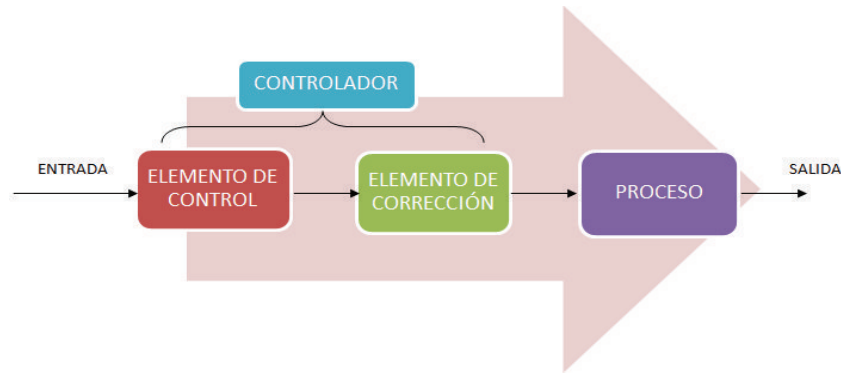 CONTROLADOR
ENTRADA
ELEMENTO DE
CONTROL
ELEMENTO DE
CORRECCIÓN
PROCESO
SALIDA